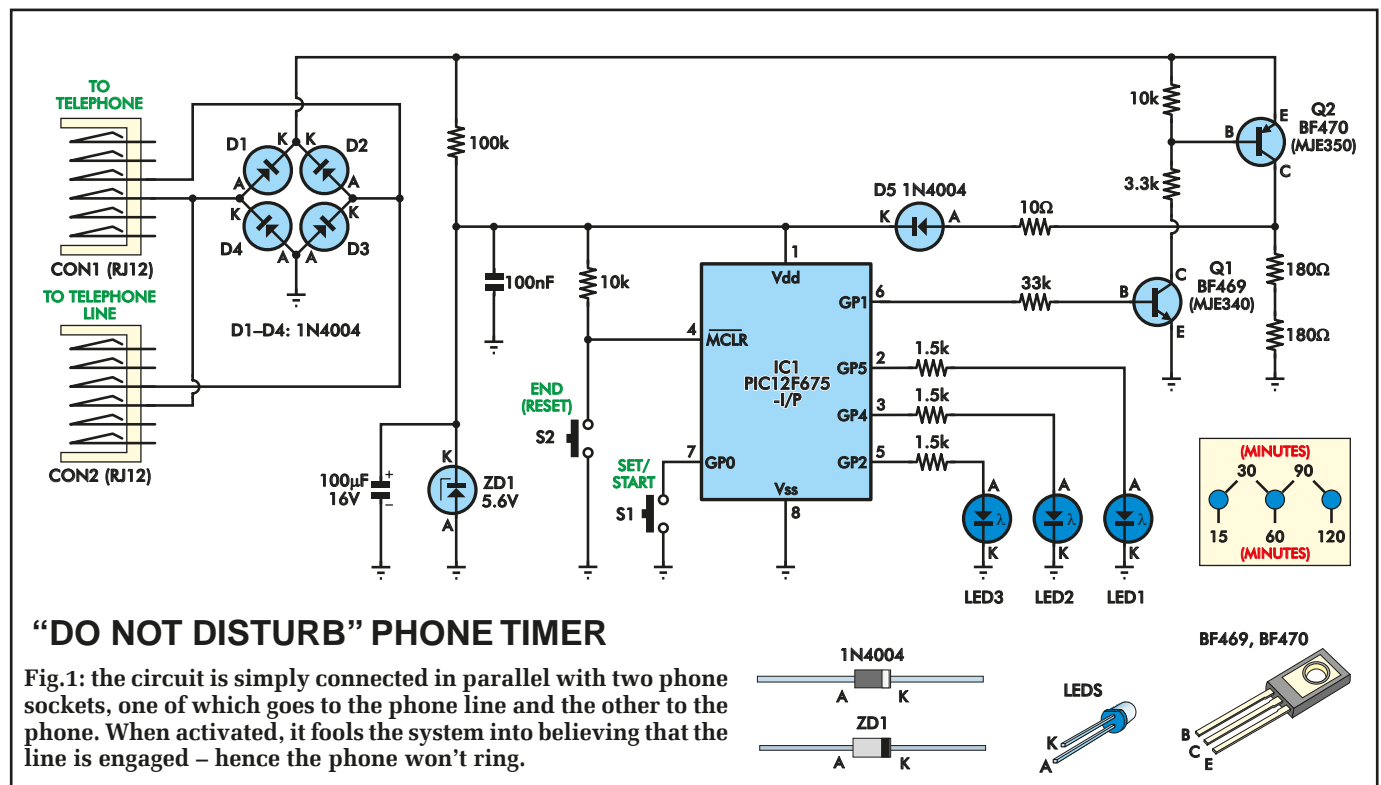 TO
TELEPHONE
CON1 (RJ12)
TO TELEPHONE
LINE
CON2 (RJ12)
D1
K
K
D2
A
A
K
K
D4
A
A
D3
D1–D4: 1N4004
100k
100nF
10k
100µF
16V
+
–
K
ZD1
5.6V
A
END
(RESET)
S2
SET/
START
S1
D5 1N4004
K
A
10Ω
1
Vdd
4
MCLR
IC1
PIC12F675
-I/P
7
GP0
Vss
8
GP1
6
GP5
2
GP4
3
GP2
5
33k
1.5k
1.5k
1.5k
10k
3.3k
B
E
C
Q2
BF470
(MJE350)
B
C
E
Q1
BF469
(MJE340)
180Ω
180Ω
A
λ
K
LED3
A
λ
K
LED2
A
λ
K
LED1
(MINUTES)
30
90
15
60
120
(MINUTES)
“DO NOT DISTURB” PHONE TIMER
Fig.1: the circuit is simply connected in parallel with two phone
sockets, one of which goes to the phone line and the other to the
phone. When activated, it fools the system into believing that the
line is engaged – hence the phone won’t ring.
1N4004
A
K
ZD1
A
K
LEDS
K
A
BF469, BF470
B
C
E